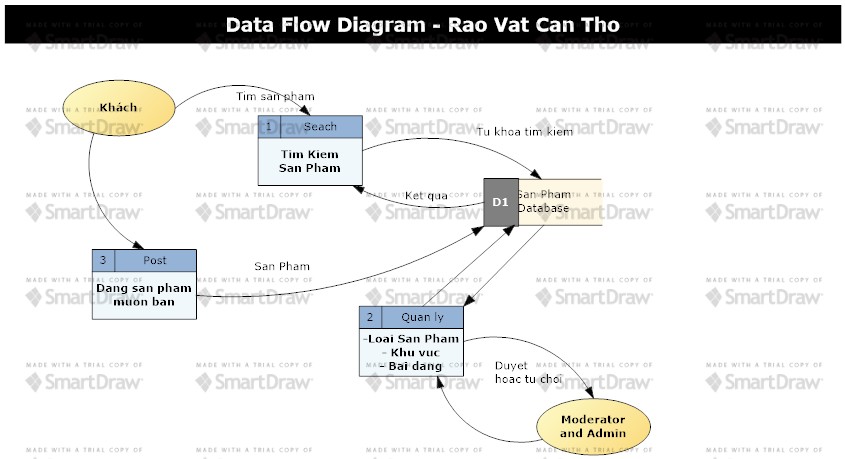 Data Flow Diagram - Rao Vat Can Tho
Khách
Tim san pham
1 Seach
Tim Kiem
San Pham
Tu khoa tim kiem
Ket qua
D1
San Pham
Database
3 Post
Dang san pham
muon ban
San Pham
2 Quan ly
-Loai San Pham
- Khu vuc
- Bai dang
Duyet
hoac tu choi
Moderator
and Admin
MADE WITH A TRIAL COPY OF
SmartDraw